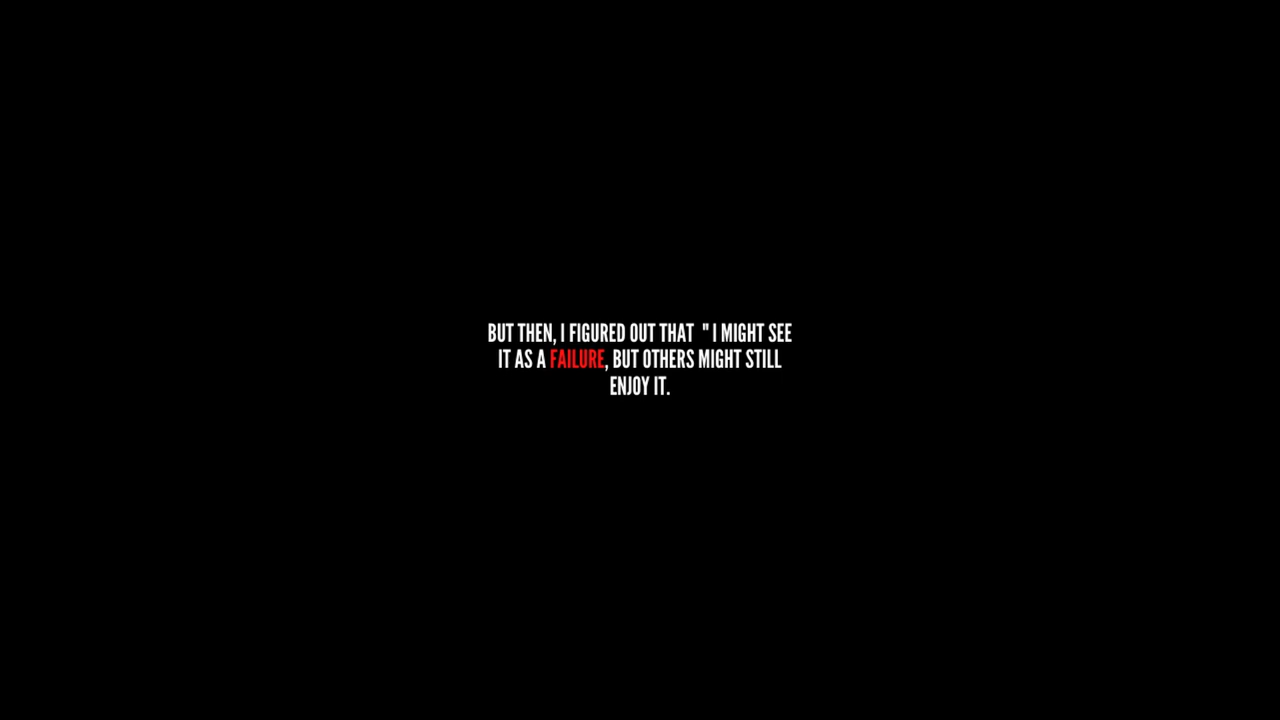 BUT THEN, I FIGURED OUT THAT  " I MIGHT SEE
IT AS A FAILURE, BUT OTHERS MIGHT STILL
ENJOY IT.